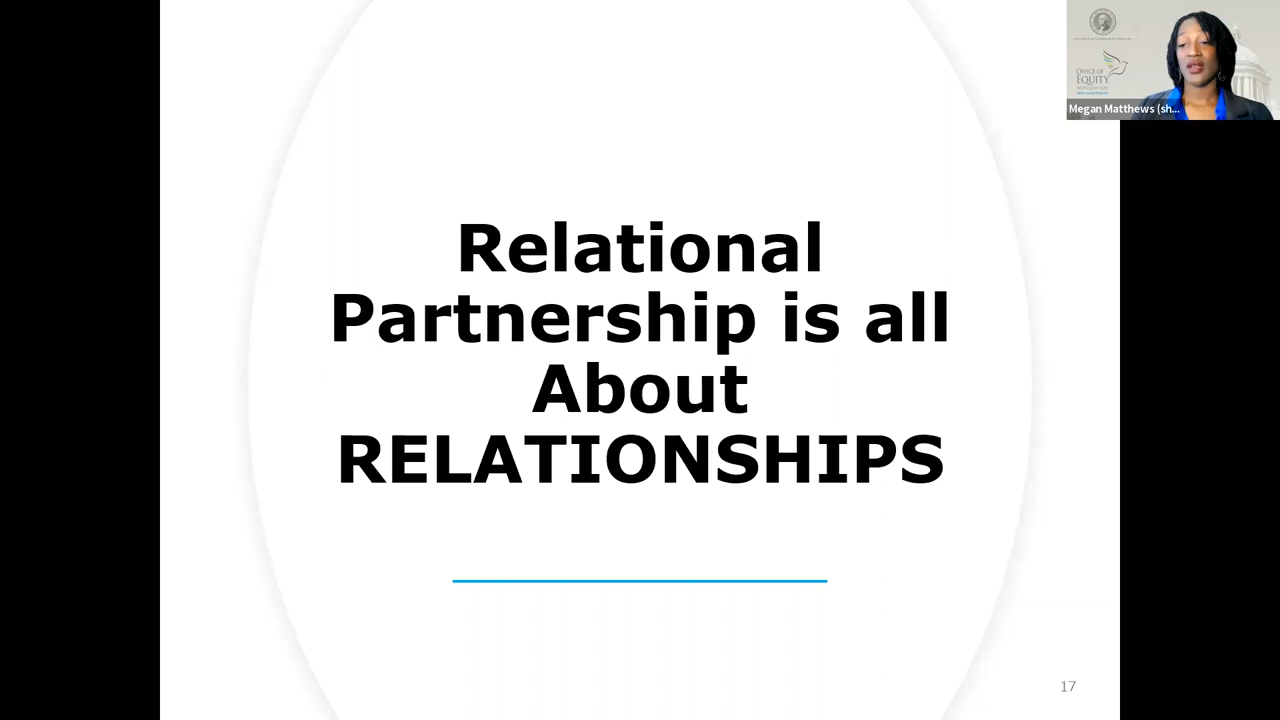 Relational
Partnership is all
About
RELATIONSHIPS
17
OFFICE OF
EQUITY
Megan Matthews (sh...